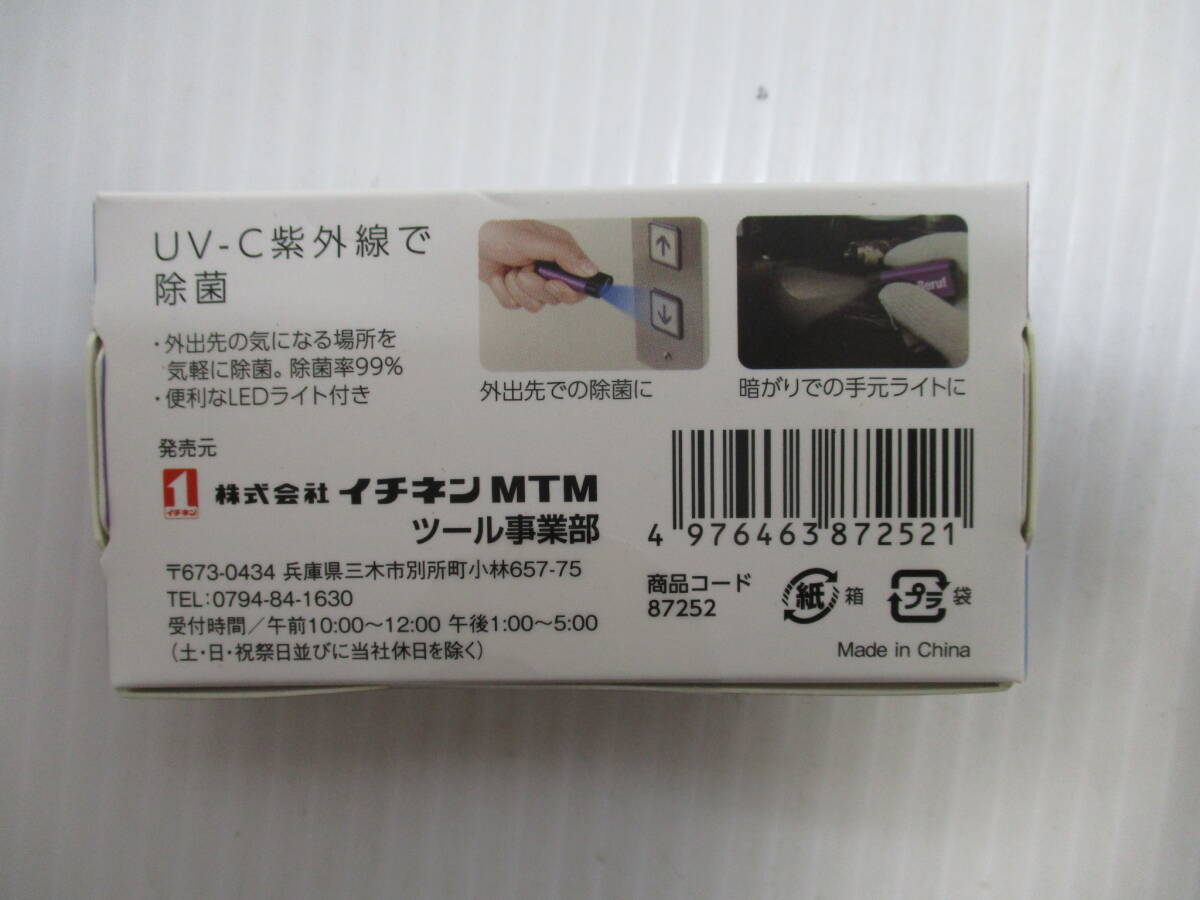 UV-C紫外線で
除菌
・外出先の気になる場所を
気軽に除菌。除菌率99%
・便利なLEDライト付き
Beruf
外出先での除菌に
暗がりでの手元ライトに
発売元
1
イチネン
株式会社イチネンMTM
ツール事業部
〒673-0434 兵庫県三木市別所町小林657-75
TEL:0794-84-1630
受付時間/午前10:00〜12:00 午後1:00〜5:00
(土・日・祝祭日並びに当社休日を除く)
4 976463 872521
商品コード
87252
紙 箱
プラ 袋
Made in China